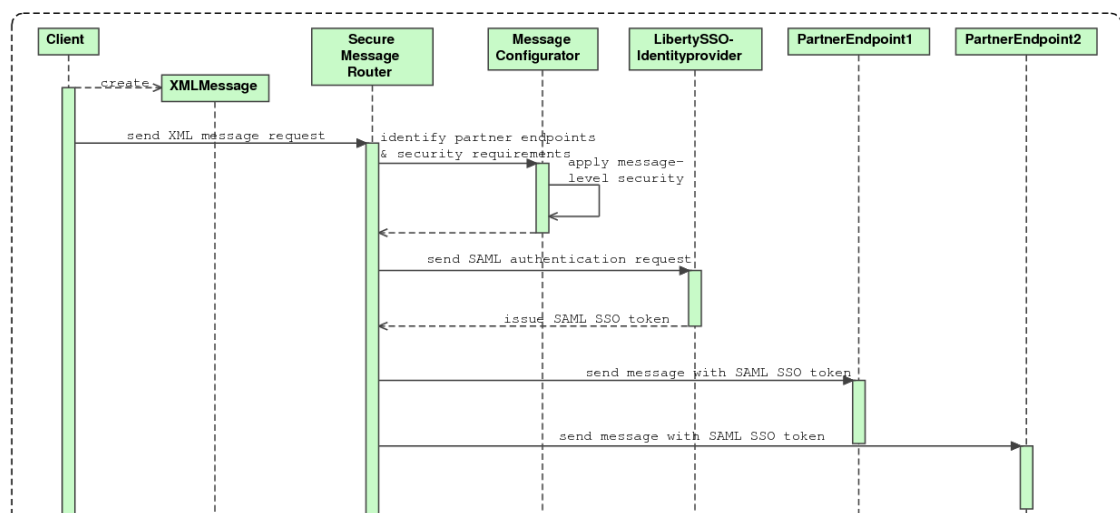 Client
Secure
Message
Router
Message
Configurator
LibertySSO-
Identityprovider
PartnerEndpoint1
PartnerEndpoint2
create
XMLMessage
send XML message request
identify partner endpoints
& security requirements
apply message-
level security
send SAML authentication request
issue SAML SSO token
send message with SAML SSO token
send message with SAML SSO token